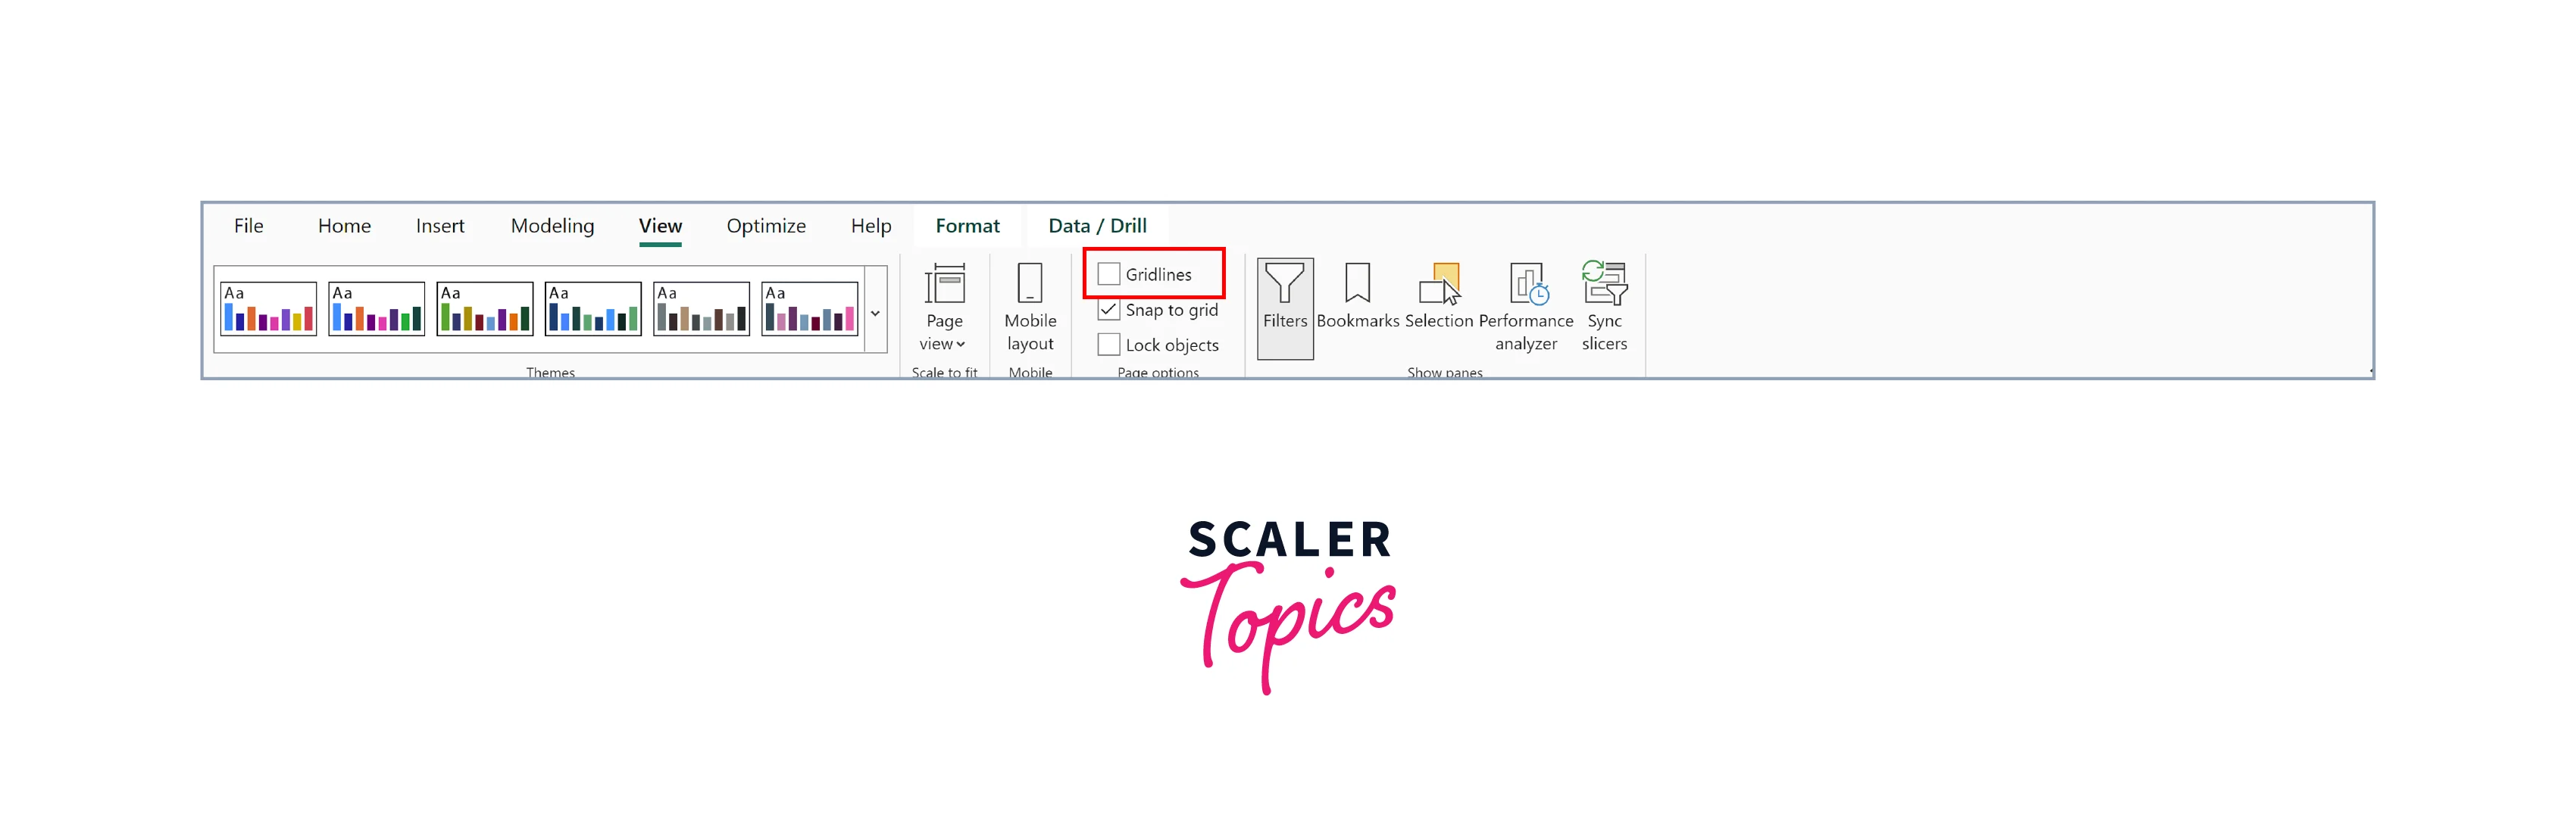 File Home Insert Modeling View Optimize Help Format Data / Drill
Aa Aa Aa Aa Aa Aa
Themes
Page
view
Scale to fit
Mobile
layout
Mobile
Gridlines
Snap to grid
Lock objects
Page options
Filters
Bookmarks
Selection
Performance
analyzer
Sync
slicers
Show panes
SCALER
Topics